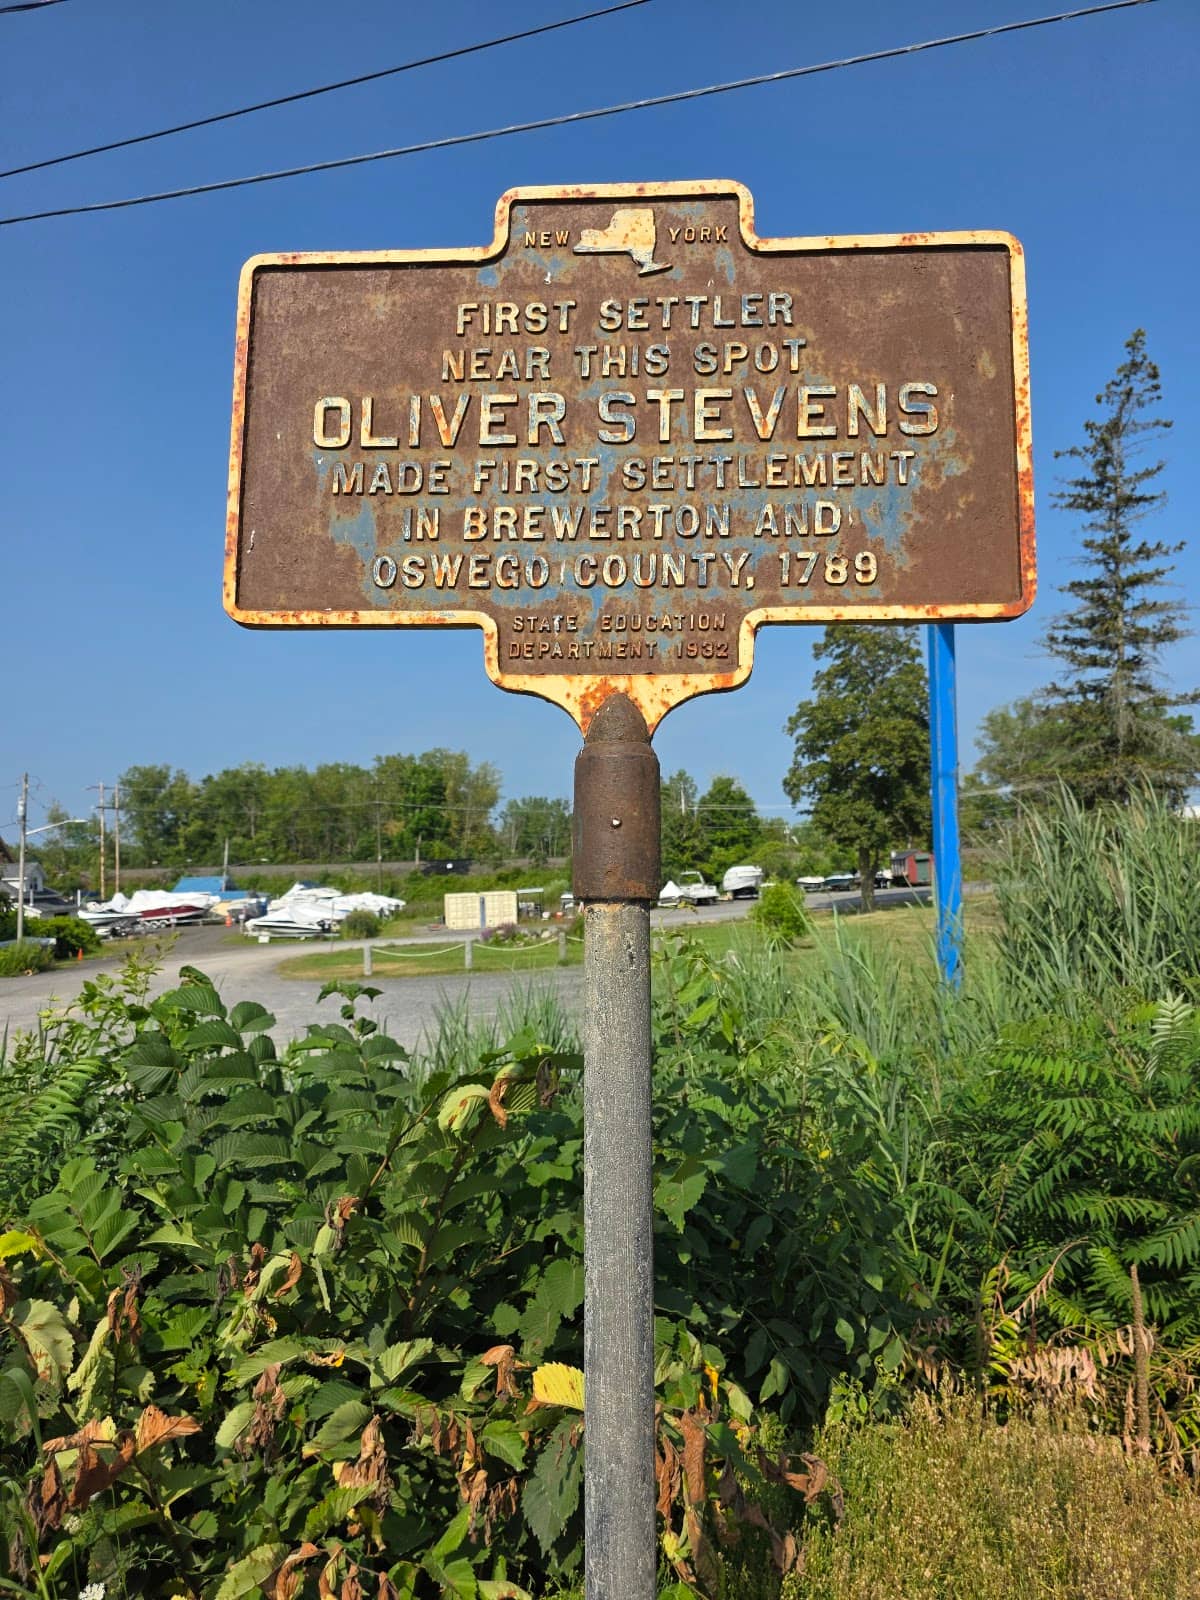 NEW YORK
FIRST SETTLER
NEAR THIS SPOT
OLIVER STEVENS
MADE FIRST SETTLEMENT
IN BREWERTON AND
OSWEGO COUNTY, 1789
STATE EDUCATION
DEPARTMENT 1932